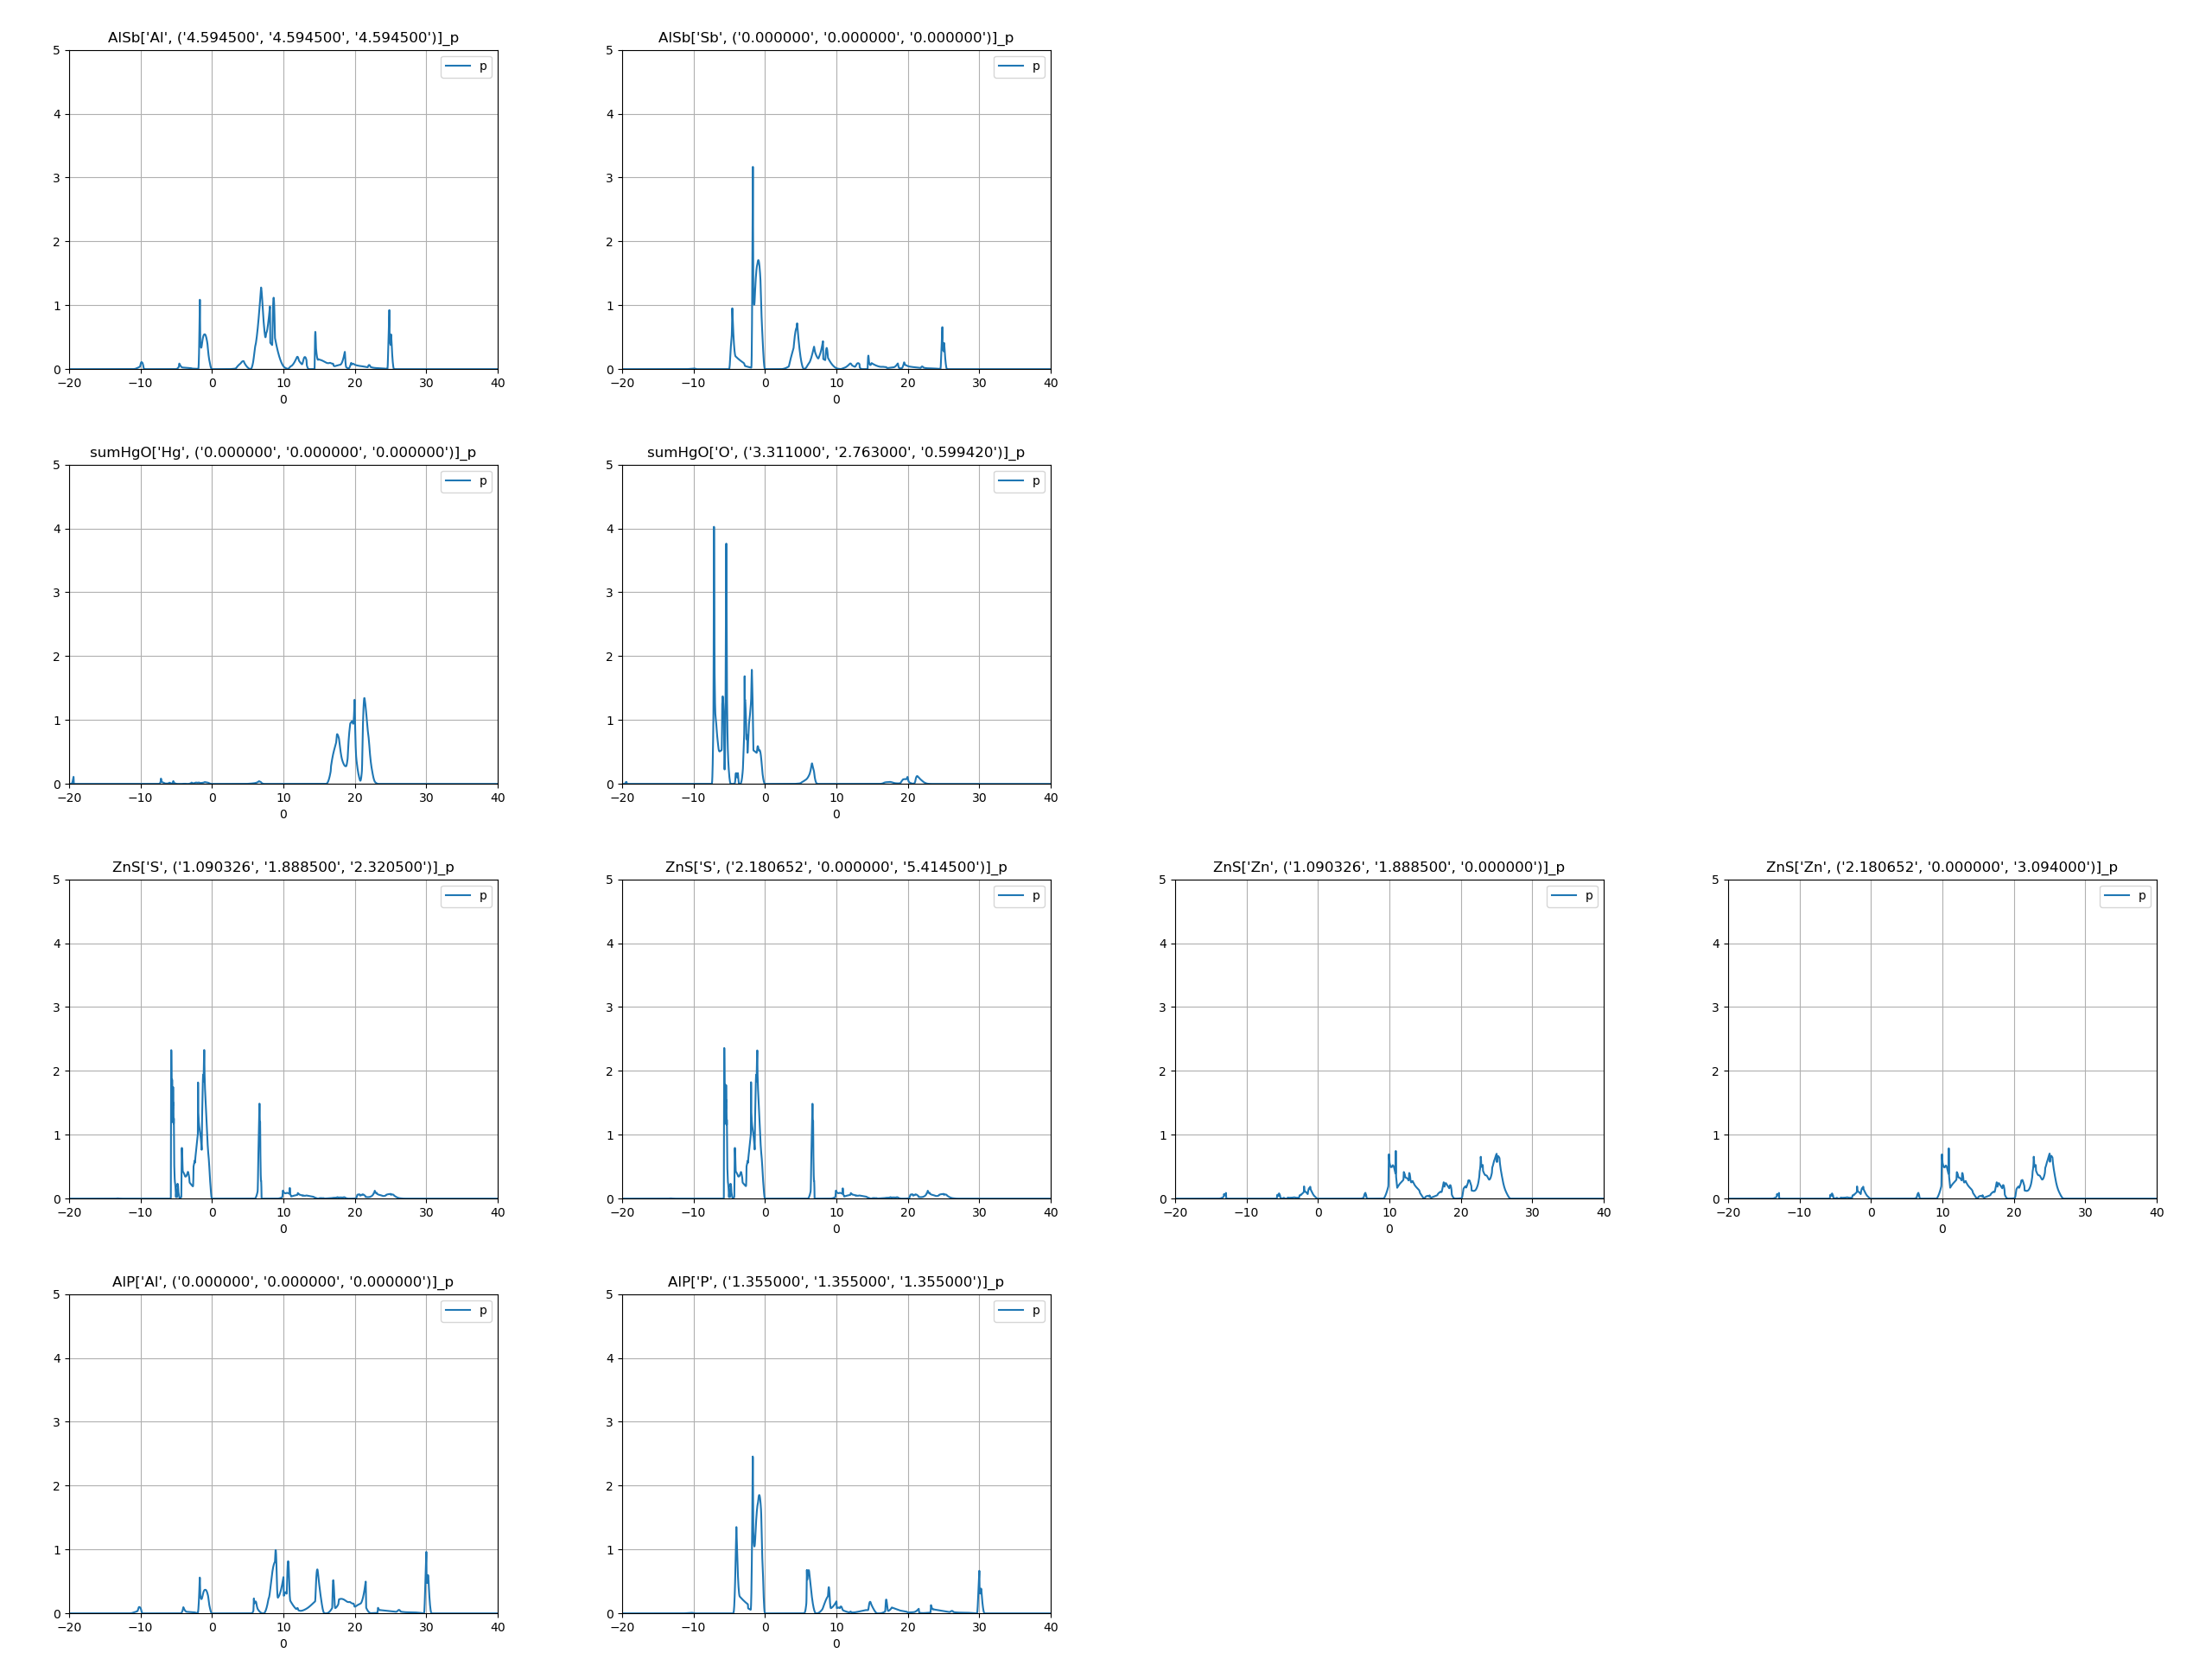 AlSb['Al', ('4.594500', '4.594500', '4.594500')]_p
AlSb['Sb', ('0.000000', '0.000000', '0.000000')]_p
5
4
3
2
1
0
p
−20 −10 0 10 20 30 40
0
5
4
3
2
1
0
p
−20 −10 0 10 20 30 40
0
sumHgO['Hg', ('0.000000', '0.000000', '0.000000')]_p
sumHgO['O', ('3.311000', '2.763000', '0.599420')]_p
5
4
3
2
1
0
p
−20 −10 0 10 20 30 40
0
5
4
3
2
1
0
p
−20 −10 0 10 20 30 40
0
ZnS['S', ('1.090326', '1.888500', '2.320500')]_p
ZnS['S', ('2.180652', '0.000000', '5.414500')]_p
ZnS['Zn', ('1.090326', '1.888500', '0.000000')]_p
ZnS['Zn', ('2.180652', '0.000000', '3.094000')]_p
5
4
3
2
1
0
p
−20 −10 0 10 20 30 40
0
5
4
3
2
1
0
p
−20 −10 0 10 20 30 40
0
5
4
3
2
1
0
p
−20 −10 0 10 20 30 40
0
5
4
3
2
1
0
p
−20 −10 0 10 20 30 40
0
AlP['Al', ('0.000000', '0.000000', '0.000000')]_p
AlP['P', ('1.355000', '1.355000', '1.355000')]_p
5
4
3
2
1
0
p
−20 −10 0 10 20 30 40
0
5
4
3
2
1
0
p
−20 −10 0 10 20 30 40
0